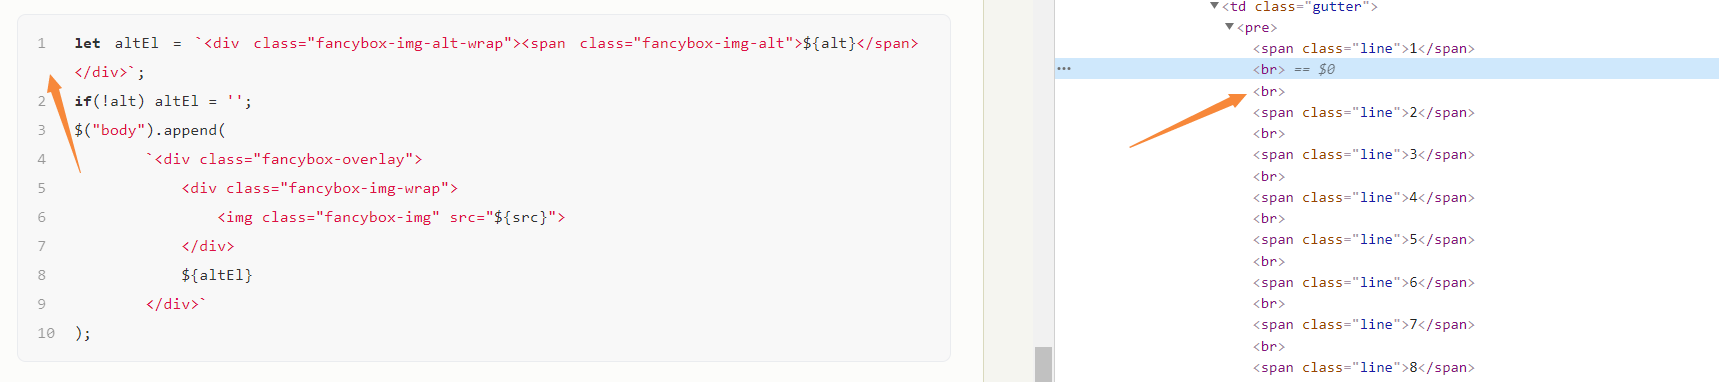 1 let altEl = `<div class="fancybox-img-alt-wrap"><span class="fancybox-img-alt">${alt}</span>
</div>`;
2 if(!alt) altEl = '';
3 $("body").append(
4 `<div class="fancybox-overlay">
5 <div class="fancybox-img-wrap">
6 <img class="fancybox-img" src="${src}">
7 </div>
8 ${altEl}
9 </div>`
10 );
▼<td class="gutter">
▼<pre>
<span class="line">1</span>
••• <br> == $0
<br>
<span class="line">2</span>
<br>
<span class="line">3</span>
<br>
<span class="line">4</span>
<br>
<span class="line">5</span>
<br>
<span class="line">6</span>
<br>
<span class="line">7</span>
<br>
<span class="line">8</span>